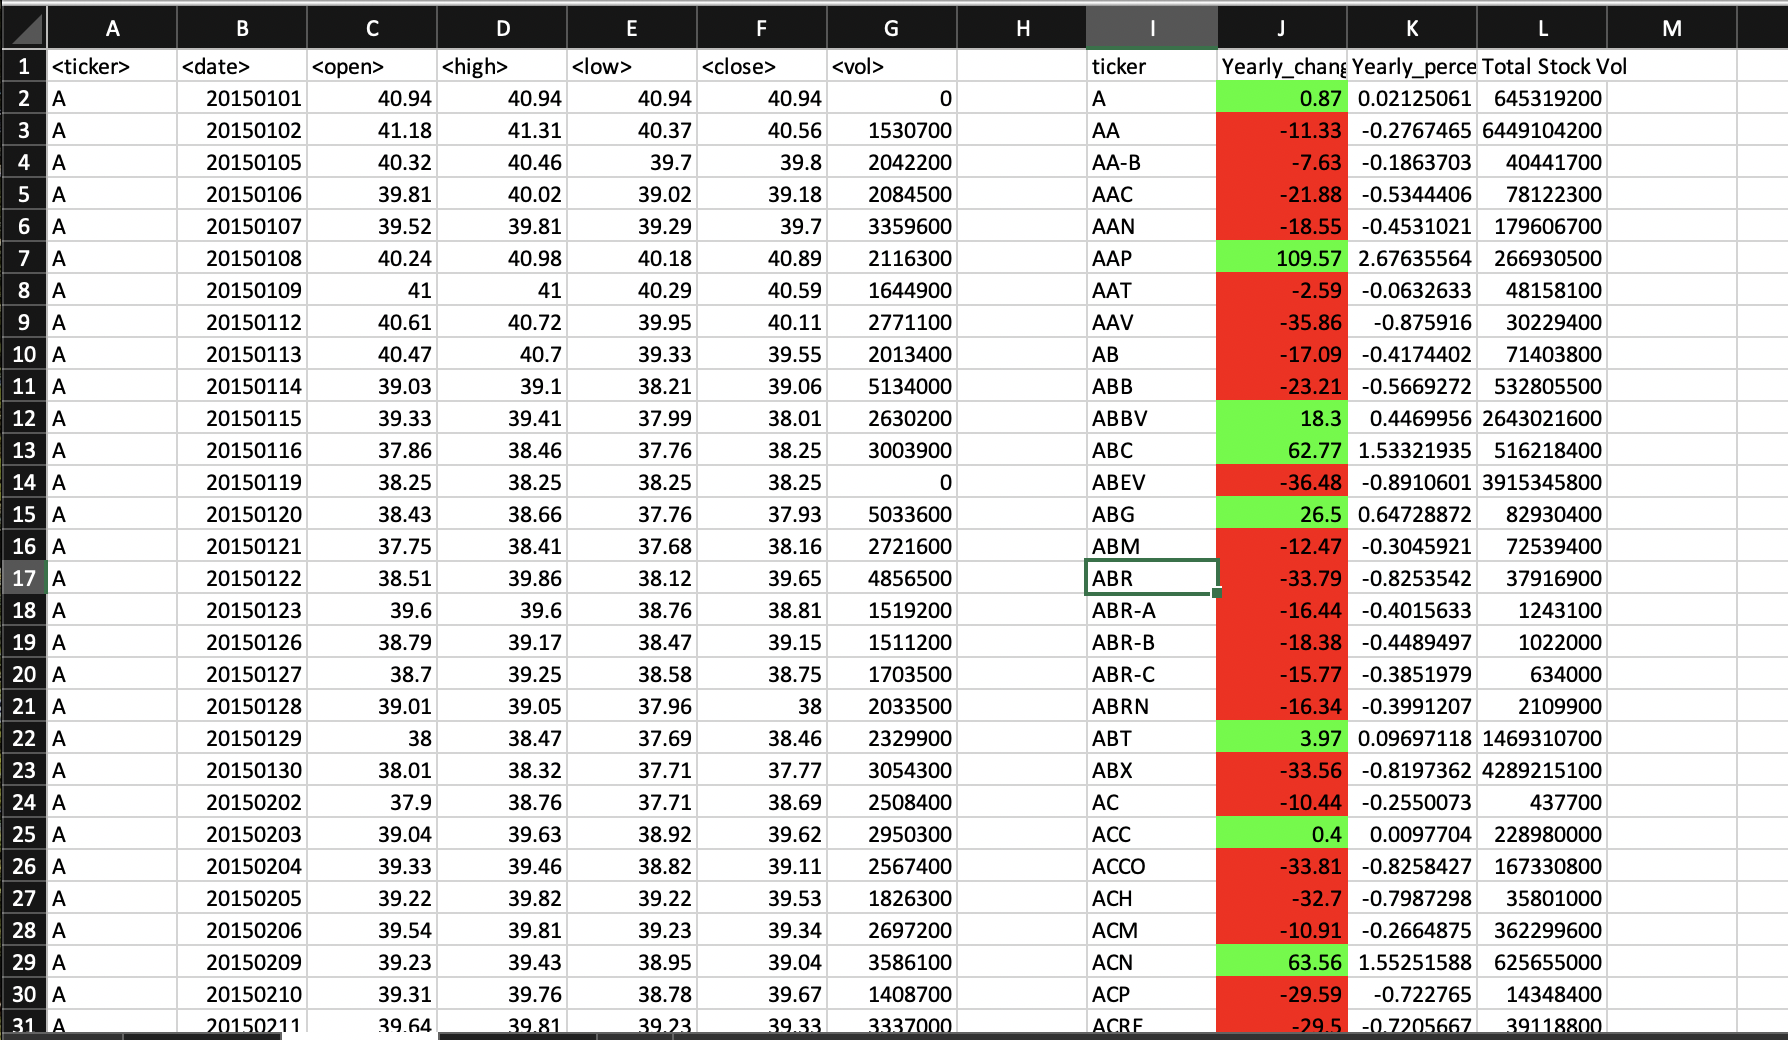 A B C D E F G H I J K L M
1 <ticker> <date> <open> <high> <low> <close> <vol> ticker Yearly_chang Yearly_perce Total Stock Vol
2 A 20150101 40.94 40.94 40.94 40.94 0 A 0.87 0.02125061 645319200
3 A 20150102 41.18 41.31 40.37 40.56 1530700 AA -11.33 -0.2767465 6449104200
4 A 20150105 40.32 40.46 39.7 39.8 2042200 AA-B -7.63 -0.1863703 40441700
5 A 20150106 39.81 40.02 39.02 39.18 2084500 AAC -21.88 -0.5344406 78122300
6 A 20150107 39.52 39.81 39.29 39.7 3359600 AAN -18.55 -0.4531021 179606700
7 A 20150108 40.24 40.98 40.18 40.89 2116300 AAP 109.57 2.67635564 266930500
8 A 20150109 41 41 40.29 40.59 1644900 AAT -2.59 -0.0632633 48158100
9 A 20150112 40.61 40.72 39.95 40.11 2771100 AAV -35.86 -0.875916 30229400
10 A 20150113 40.47 40.7 39.33 39.55 2013400 AB -17.09 -0.4174402 71403800
11 A 20150114 39.03 39.1 38.21 39.06 5134000 ABB -23.21 -0.5669272 532805500
12 A 20150115 39.33 39.41 37.99 38.01 2630200 ABBV 18.3 0.4469956 2643021600
13 A 20150116 37.86 38.46 37.76 38.25 3003900 ABC 62.77 1.53321935 516218400
14 A 20150119 38.25 38.25 38.25 38.25 0 ABEV -36.48 -0.8910601 3915345800
15 A 20150120 38.43 38.66 37.76 37.93 5033600 ABG 26.5 0.64728872 82930400
16 A 20150121 37.75 38.41 37.68 38.16 2721600 ABM -12.47 -0.3045921 72539400
17 A 20150122 38.51 39.86 38.12 39.65 4856500 ABR -33.79 -0.8253542 37916900
18 A 20150123 39.6 39.6 38.76 38.81 1519200 ABR-A -16.44 -0.4015633 1243100
19 A 20150126 38.79 39.17 38.47 39.15 1511200 ABR-B -18.38 -0.4489497 1022000
20 A 20150127 38.7 39.25 38.58 38.75 1703500 ABR-C -15.77 -0.3851979 634000
21 A 20150128 39.01 39.05 37.96 38 2033500 ABRN -16.34 -0.3991207 2109900
22 A 20150129 38 38.47 37.69 38.46 2329900 ABT 3.97 0.09697118 1469310700
23 A 20150130 38.01 38.32 37.71 37.77 3054300 ABX -33.56 -0.8197362 4289215100
24 A 20150202 37.9 38.76 37.71 38.69 2508400 AC -10.44 -0.2550073 437700
25 A 20150203 39.04 39.63 38.92 39.62 2950300 ACC 0.4 0.0097704 228980000
26 A 20150204 39.33 39.46 38.82 39.11 2567400 ACCO -33.81 -0.8258427 167330800
27 A 20150205 39.22 39.82 39.22 39.53 1826300 ACH -32.7 -0.7987298 35801000
28 A 20150206 39.54 39.81 39.23 39.34 2697200 ACM -10.91 -0.2664875 362299600
29 A 20150209 39.23 39.43 38.95 39.04 3586100 ACN 63.56 1.55251588 625655000
30 A 20150210 39.31 39.76 38.78 39.67 1408700 ACP -29.59 -0.722765 14348400
31 A 20150211 39.64 39.81 39.23 39.33 3337000 ACRE -29.5 -0.7205667 39118800